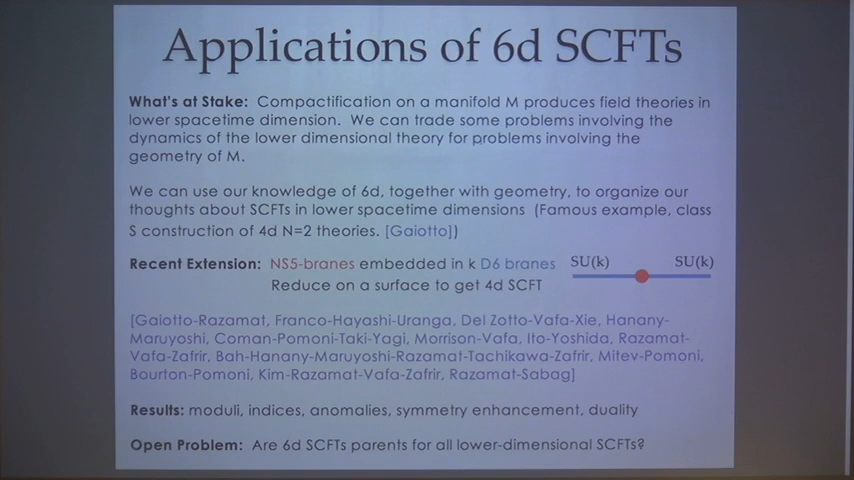 Applications of 6d SCFTs
What's at Stake: Compactification on a manifold M produces field theories in
lower spacetime dimension. We can trade some problems involving the
dynamics of the lower dimensional theory for problems involving the
geometry of M.
We can use our knowledge of 6d, together with geometry, to organize our
thoughts about SCFTs in lower spacetime dimensions (Famous example, class
S construction of 4d N=2 theories. [Gaiotto])
Recent Extension: NS5-branes embedded in k D6 branes
SU(k) SU(k)
Reduce on a surface to get 4d SCFT
[Gaiotto-Razamat, Franco-Hayashi-Uranga, Del Zotto-Vafa-Xie, Hanany-
Maruyoshi, Coman-Pomoni-Taki-Yagi, Morrison-Vafa, Ito-Yoshida, Razamat-
Vafa-Zafrir, Bah-Hanany-Maruyoshi-Razamat-Tachikawa-Zafrir, Mitev-Pomoni,
Bourton-Pomoni, Kim-Razamat-Vafa-Zafrir, Razamat-Sabag]
Results: moduli, indices, anomalies, symmetry enhancement, duality
Open Problem: Are 6d SCFTs parents for all lower-dimensional SCFTs?